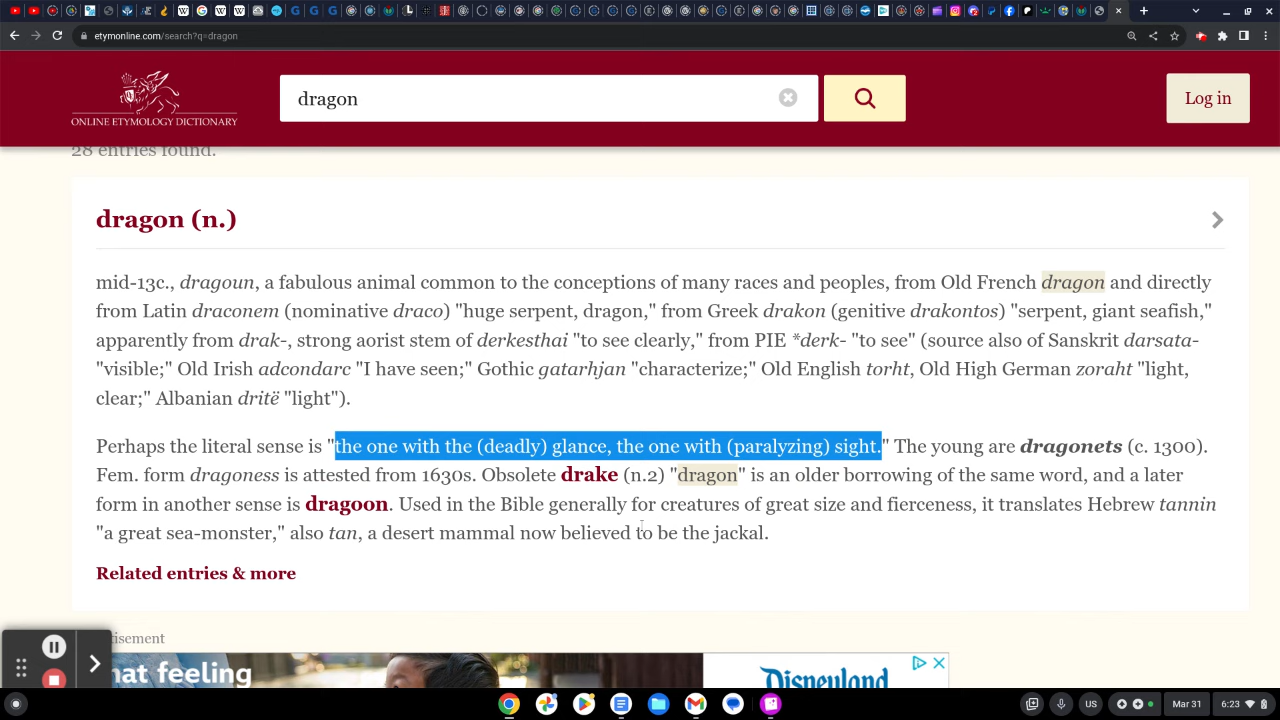 etymonline.com/search?q=dragon
ONLINE ETYMOLOGY DICTIONARY
dragon
Log in
28 entries found.
dragon (n.)
mid-13c., dragoun, a fabulous animal common to the conceptions of many races and peoples, from Old French dragon and directly
from Latin draconem (nominative draco) "huge serpent, dragon," from Greek drakon (genitive drakontos) "serpent, giant seafish,"
apparently from drak-, strong aorist stem of derkesthai "to see clearly," from PIE *derk- "to see" (source also of Sanskrit darsata-
"visible;" Old Irish adcondarc "I have seen;" Gothic gatarhjan "characterize;" Old English torht, Old High German zoraht "light,
clear;" Albanian dritë "light").
Perhaps the literal sense is "the one with the (deadly) glance, the one with (paralyzing) sight." The young are dragonets (c. 1300).
Fem. form dragoness is attested from 1630s. Obsolete drake (n.2) "dragon" is an older borrowing of the same word, and a later
form in another sense is dragoon. Used in the Bible generally for creatures of great size and fierceness, it translates Hebrew tannin
"a great sea-monster," also tan, a desert mammal now believed to be the jackal.
Related entries & more
isement
hat feeling
Disneyland
US
Mar 31
6:23